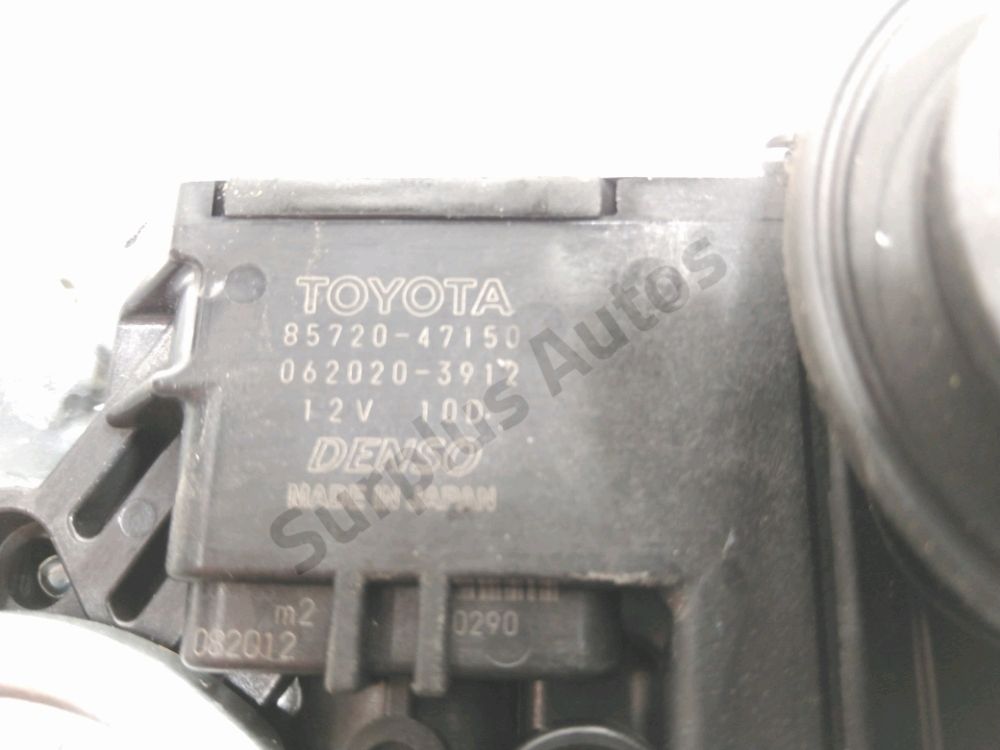 TOYOTA
85720-47150
062020-3912
12V 10D
DENSO
MADE IN JAPAN
m2
082012
0290
Surplus Autos